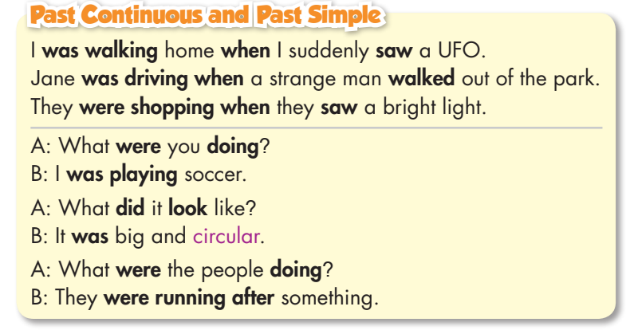 Past Continuous and Past Simple
I was walking home when I suddenly saw a UFO.
Jane was driving when a strange man walked out of the park.
They were shopping when they saw a bright light.
A: What were you doing?
B: I was playing soccer.
A: What did it look like?
B: It was big and circular.
A: What were the people doing?
B: They were running after something.